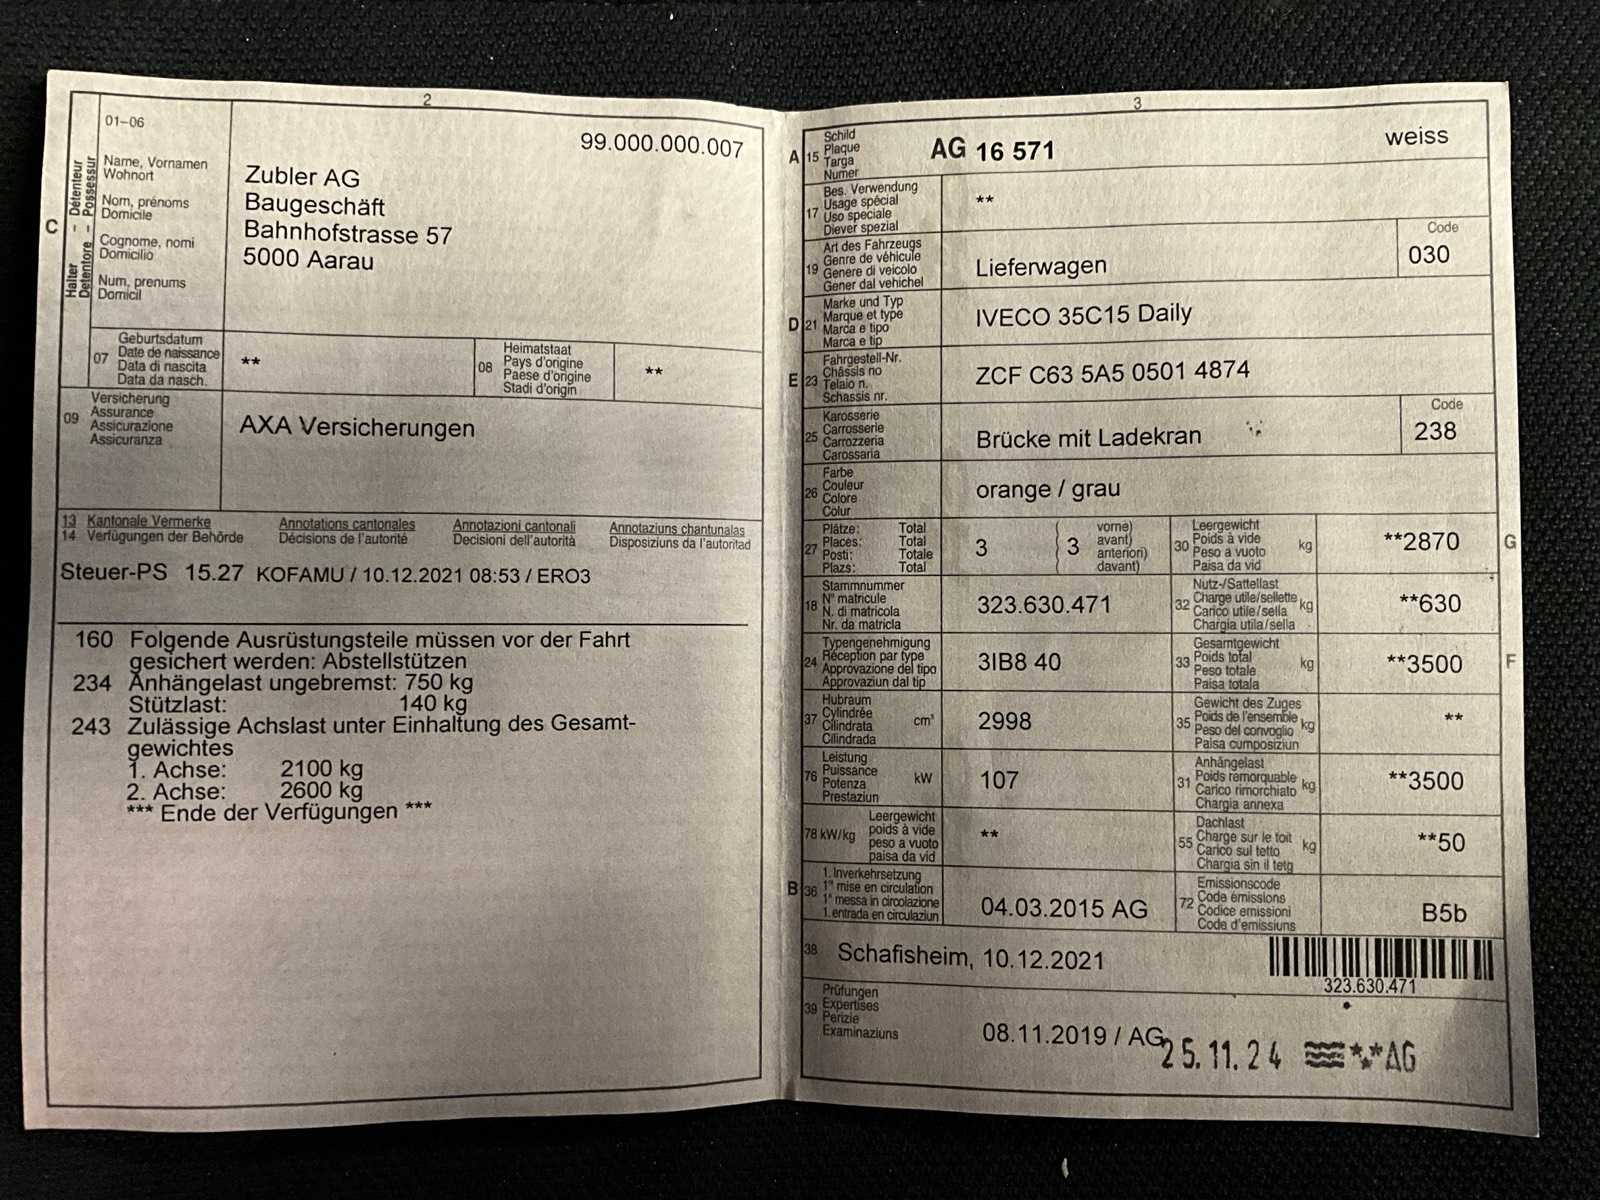 2
01–06
99.000.000.007
C
Halter – Détenteur
Detentore – Possessur
Name, Vornamen
Wohnort
Nom, prénoms
Domicile
Cognome, nomi
Domicilio
Num, prenums
Domicil
Zubler AG
Baugeschäft
Bahnhofstrasse 57
5000 Aarau
07
Geburtsdatum
Date de naissance
Data di nascita
Data da nasch.
**
08
Heimatstaat
Pays d'origine
Paese d'origine
Stadi d'origin
**
09
Versicherung
Assurance
Assicurazione
Assicuranza
AXA Versicherungen
13 Kantonale Vermerke Annotations cantonales Annotazioni cantonali Annotaziuns chantunalas
14 Verfügungen der Behörde Décisions de l'autorité Decisioni dell'autorità Disposiziuns da l'autoritad
Steuer-PS 15.27 KOFAMU / 10.12.2021 08:53 / ERO3
160 Folgende Ausrüstungsteile müssen vor der Fahrt
gesichert werden: Abstellstützen
234 Anhängelast ungebremst: 750 kg
Stützlast: 140 kg
243 Zulässige Achslast unter Einhaltung des Gesamt-
gewichtes
1. Achse: 2100 kg
2. Achse: 2600 kg
*** Ende der Verfügungen ***
3
A 15
Schild
Plaque
Targa
Numer
AG 16 571 weiss
17
Bes. Verwendung
Usage spécial
Uso speciale
Diever spezial
**
19
Art des Fahrzeugs
Genre de véhicule
Genere di veicolo
Gener dal vehichel
Lieferwagen
Code
030
D 21
Marke und Typ
Marque et type
Marca e tipo
Marca e tip
IVECO 35C15 Daily
E 23
Fahrgestell-Nr.
Châssis no
Telaio n.
Schassis nr.
ZCF C63 5A5 0501 4874
25
Karosserie
Carrosserie
Carrozzeria
Carossaria
Brücke mit Ladekran
Code
238
26
Farbe
Couleur
Colore
Colur
orange / grau
27
Plätze: Total
Places: Total
Posti: Totale
Plazs: Total
3
( 3 vorne)
( avant)
( anteriori)
( davant)
30
Leergewicht
Poids à vide
Peso a vuoto
Paisa da vid
kg
**2870
G
18
Stammnummer
N° matricule
N. di matricola
Nr. da matricla
323.630.471
32
Nutz-/Sattellast
Charge utile/sellette
Carico utile/sella
Chargia utila/sella
kg
**630
24
Typengenehmigung
Réception par type
Approvazione del tipo
Approvaziun dal tip
3IB8 40
33
Gesamtgewicht
Poids total
Peso totale
Paisa totala
kg
**3500
F
37
Hubraum
Cylindrée
Cilindrata
Cilindrada
cm³
2998
35
Gewicht des Zuges
Poids de l'ensemble
Peso del convoglio
Paisa cumposiziun
kg
**
76
Leistung
Puissance
Potenza
Prestaziun
kW
107
31
Anhängelast
Poids remorquable
Carico rimorchiato
Chargia annexa
kg
**3500
78 kW/kg
Leergewicht
poids à vide
peso a vuoto
paisa da vid
**
55
Dachlast
Charge sur le toit
Carico sul tetto
Chargia sin il tetg
kg
**50
B 36
1. Inverkehrsetzung
1re mise en circulation
1a messa in circolazione
1. entrada en circulaziun
04.03.2015 AG
72
Emissionscode
Code émissions
Codice emissioni
Code d'emissiuns
B5b
38
Schafisheim, 10.12.2021
323.630.471
39
Prüfungen
Expertises
Perizie
Examinaziuns
08.11.2019 / AG
25.11.24 AG